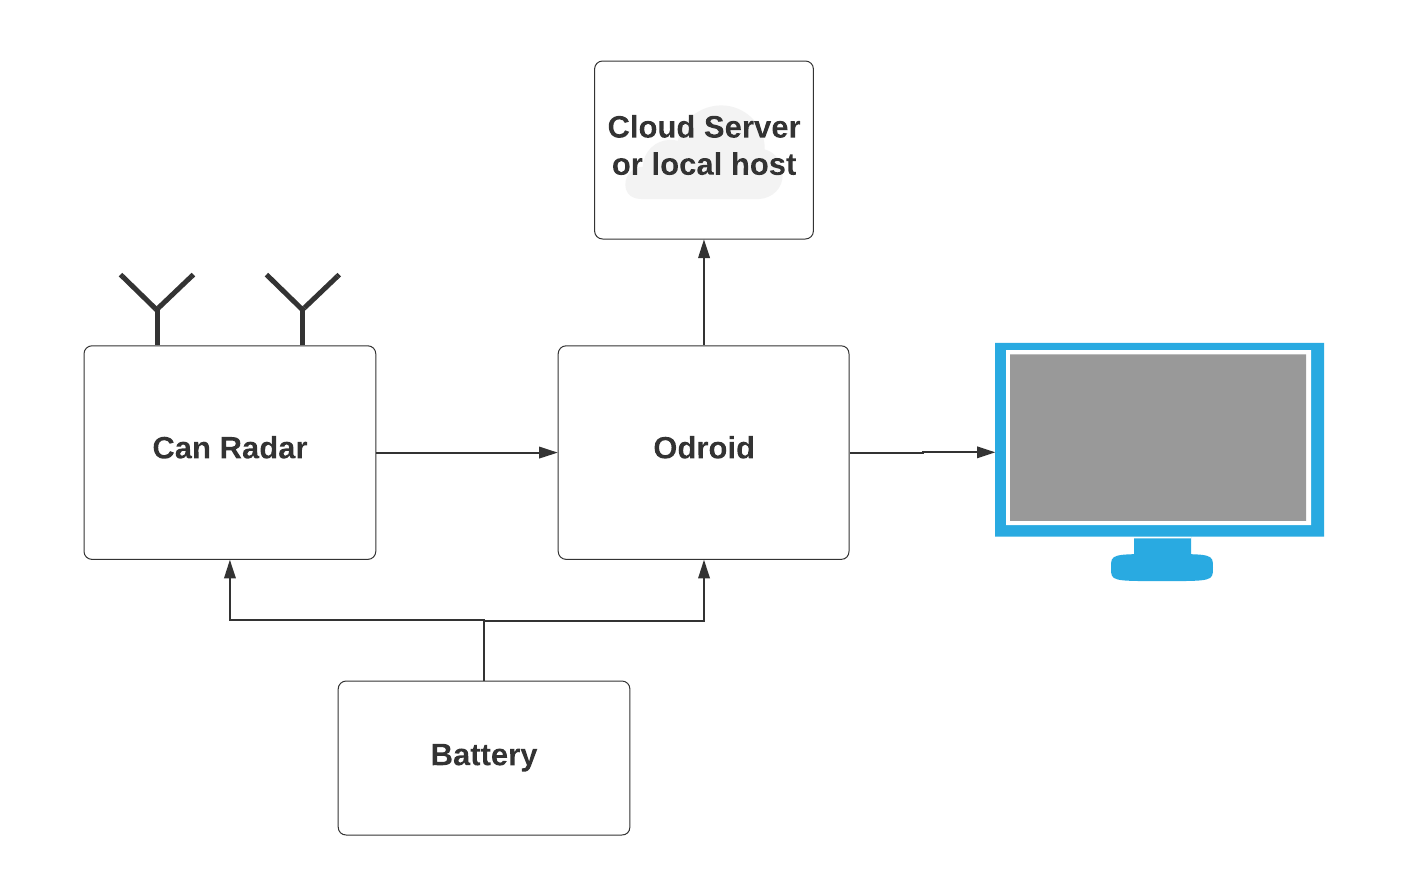 Cloud Server
or local host
Can Radar
Odroid
Battery